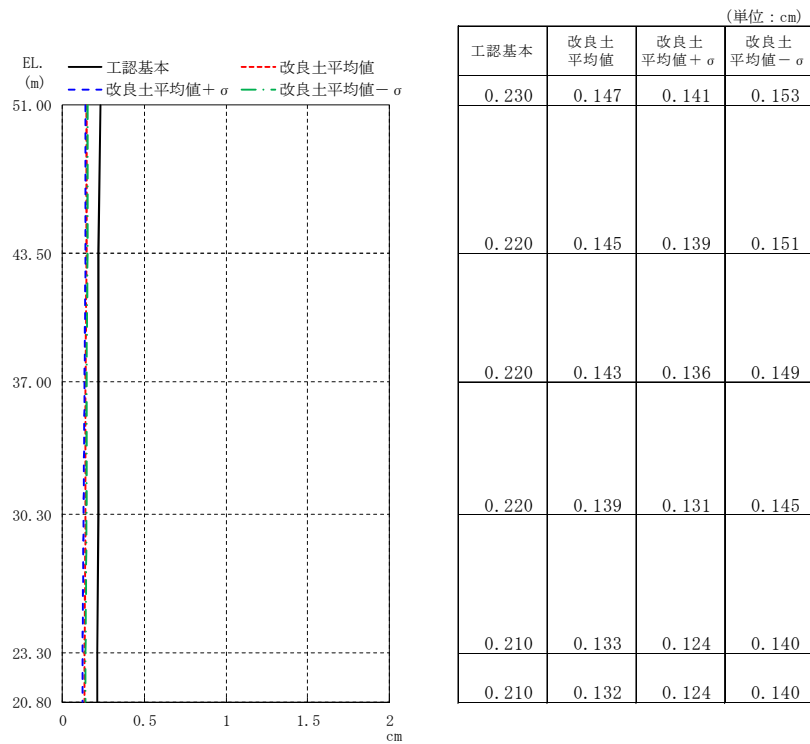 (単位:cm)
工認基本 改良土平均値 改良土平均値+σ 改良土平均値-σ
EL.
(m)
工認基本 改良土平均値
改良土平均値+σ 改良土平均値-σ
51.00 0.230 0.147 0.141 0.153
43.50 0.220 0.145 0.139 0.151
37.00 0.220 0.143 0.136 0.149
30.30 0.220 0.139 0.131 0.145
23.30 0.210 0.133 0.124 0.140
20.80 0.210 0.132 0.124 0.140
0 0.5 1 1.5 2
cm